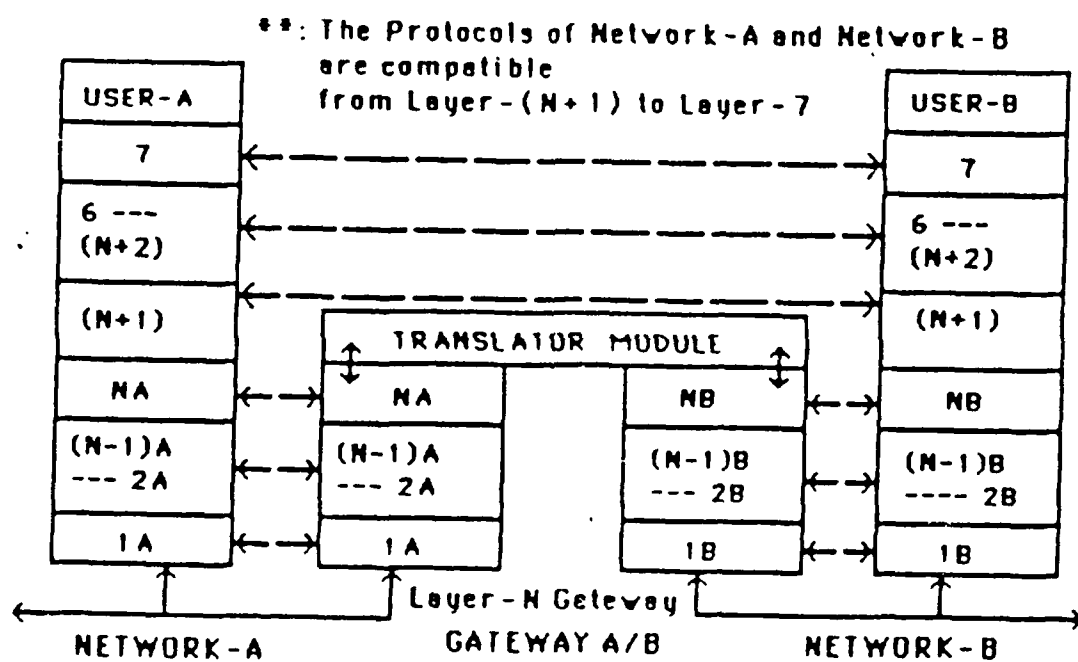 **: The Protocols of Network-A and Network-B
are compatible
from Layer-(N+1) to Layer-7
USER-A
7
6 ---
(N+2)
(N+1)
NA
(N-1)A
--- 2A
1A
TRANSLATOR MODULE
NA
(N-1)A
--- 2A
1A
NB
(N-1)B
--- 2B
1B
USER-B
7
6 ---
(N+2)
(N+1)
NB
(N-1)B
---- 2B
1B
Layer-N Gateway
NETWORK-A
GATEWAY A/B
NETWORK-B